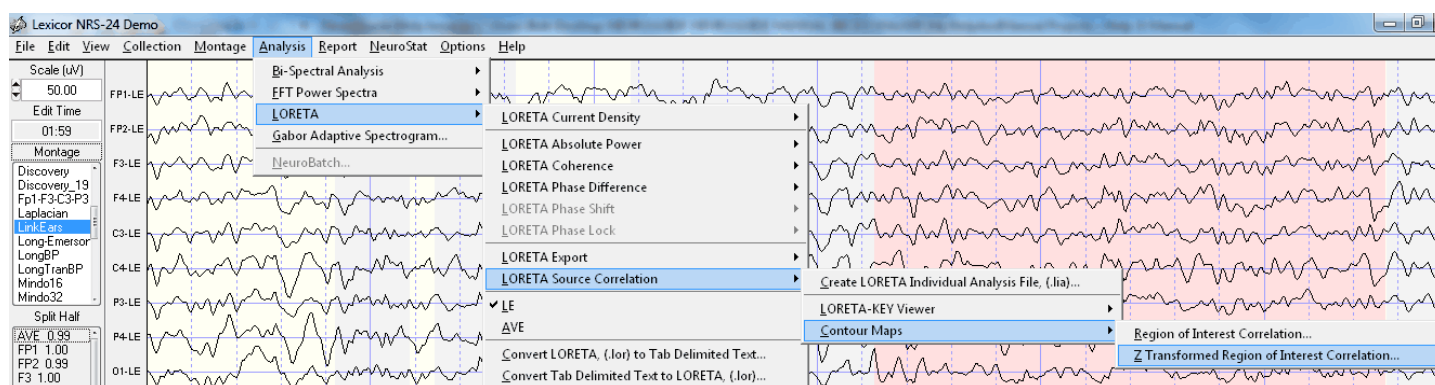 Lexicor NRS-24 Demo
File Edit View Collection Montage Analysis Report NeuroStat Options Help
Scale (uV)
50.00
Edit Time
01:59
Montage
Discovery
Discovery_19
Fp1-F3-C3-P3
Laplacian
LinkEars
Long-Emerson
LongBP
LongTranBP
Mindo16
Mindo32
Split Half
AVE 0.99
FP1 1.00
FP2 0.99
F3 1.00
FP1-LE
FP2-LE
F3-LE
F4-LE
C3-LE
C4-LE
P3-LE
P4-LE
O1-LE
Bi-Spectral Analysis
FFT Power Spectra
LORETA
Gabor Adaptive Spectrogram...
NeuroBatch...
LORETA Current Density
LORETA Absolute Power
LORETA Coherence
LORETA Phase Difference
LORETA Phase Shift
LORETA Phase Lock
LORETA Export
LORETA Source Correlation
LE
AVE
Convert LORETA, (.lor) to Tab Delimited Text...
Convert Tab Delimited Text to LORETA, (.lor)...
Create LORETA Individual Analysis File, (.lia)...
LORETA-KEY Viewer
Contour Maps
Region of Interest Correlation...
Z Transformed Region of Interest Correlation...